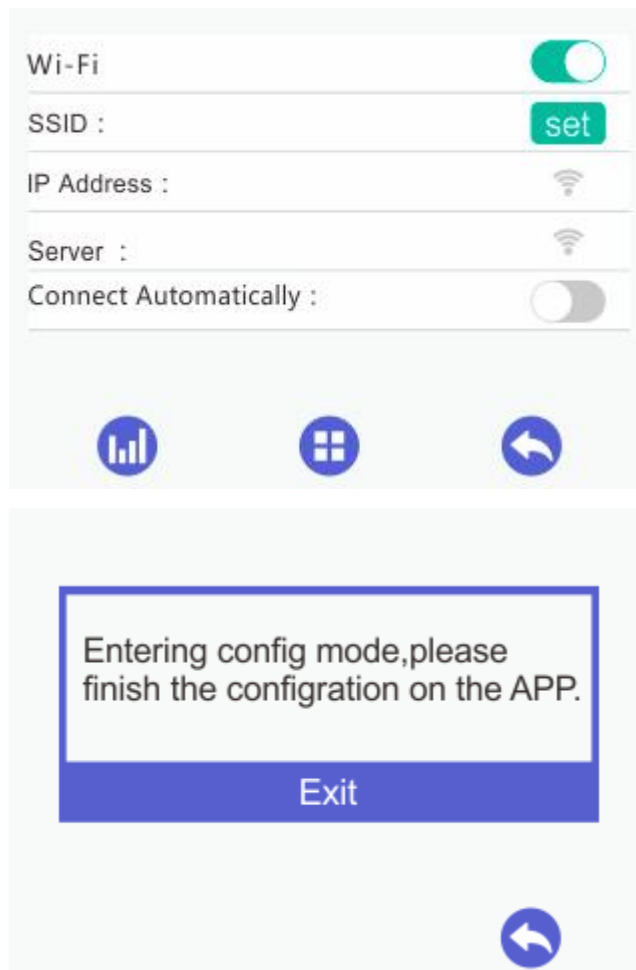 Wi-Fi
SSID :
set
IP Address :
Server :
Connect Automatically :
Entering config mode,please
finish the configration on the APP.
Exit